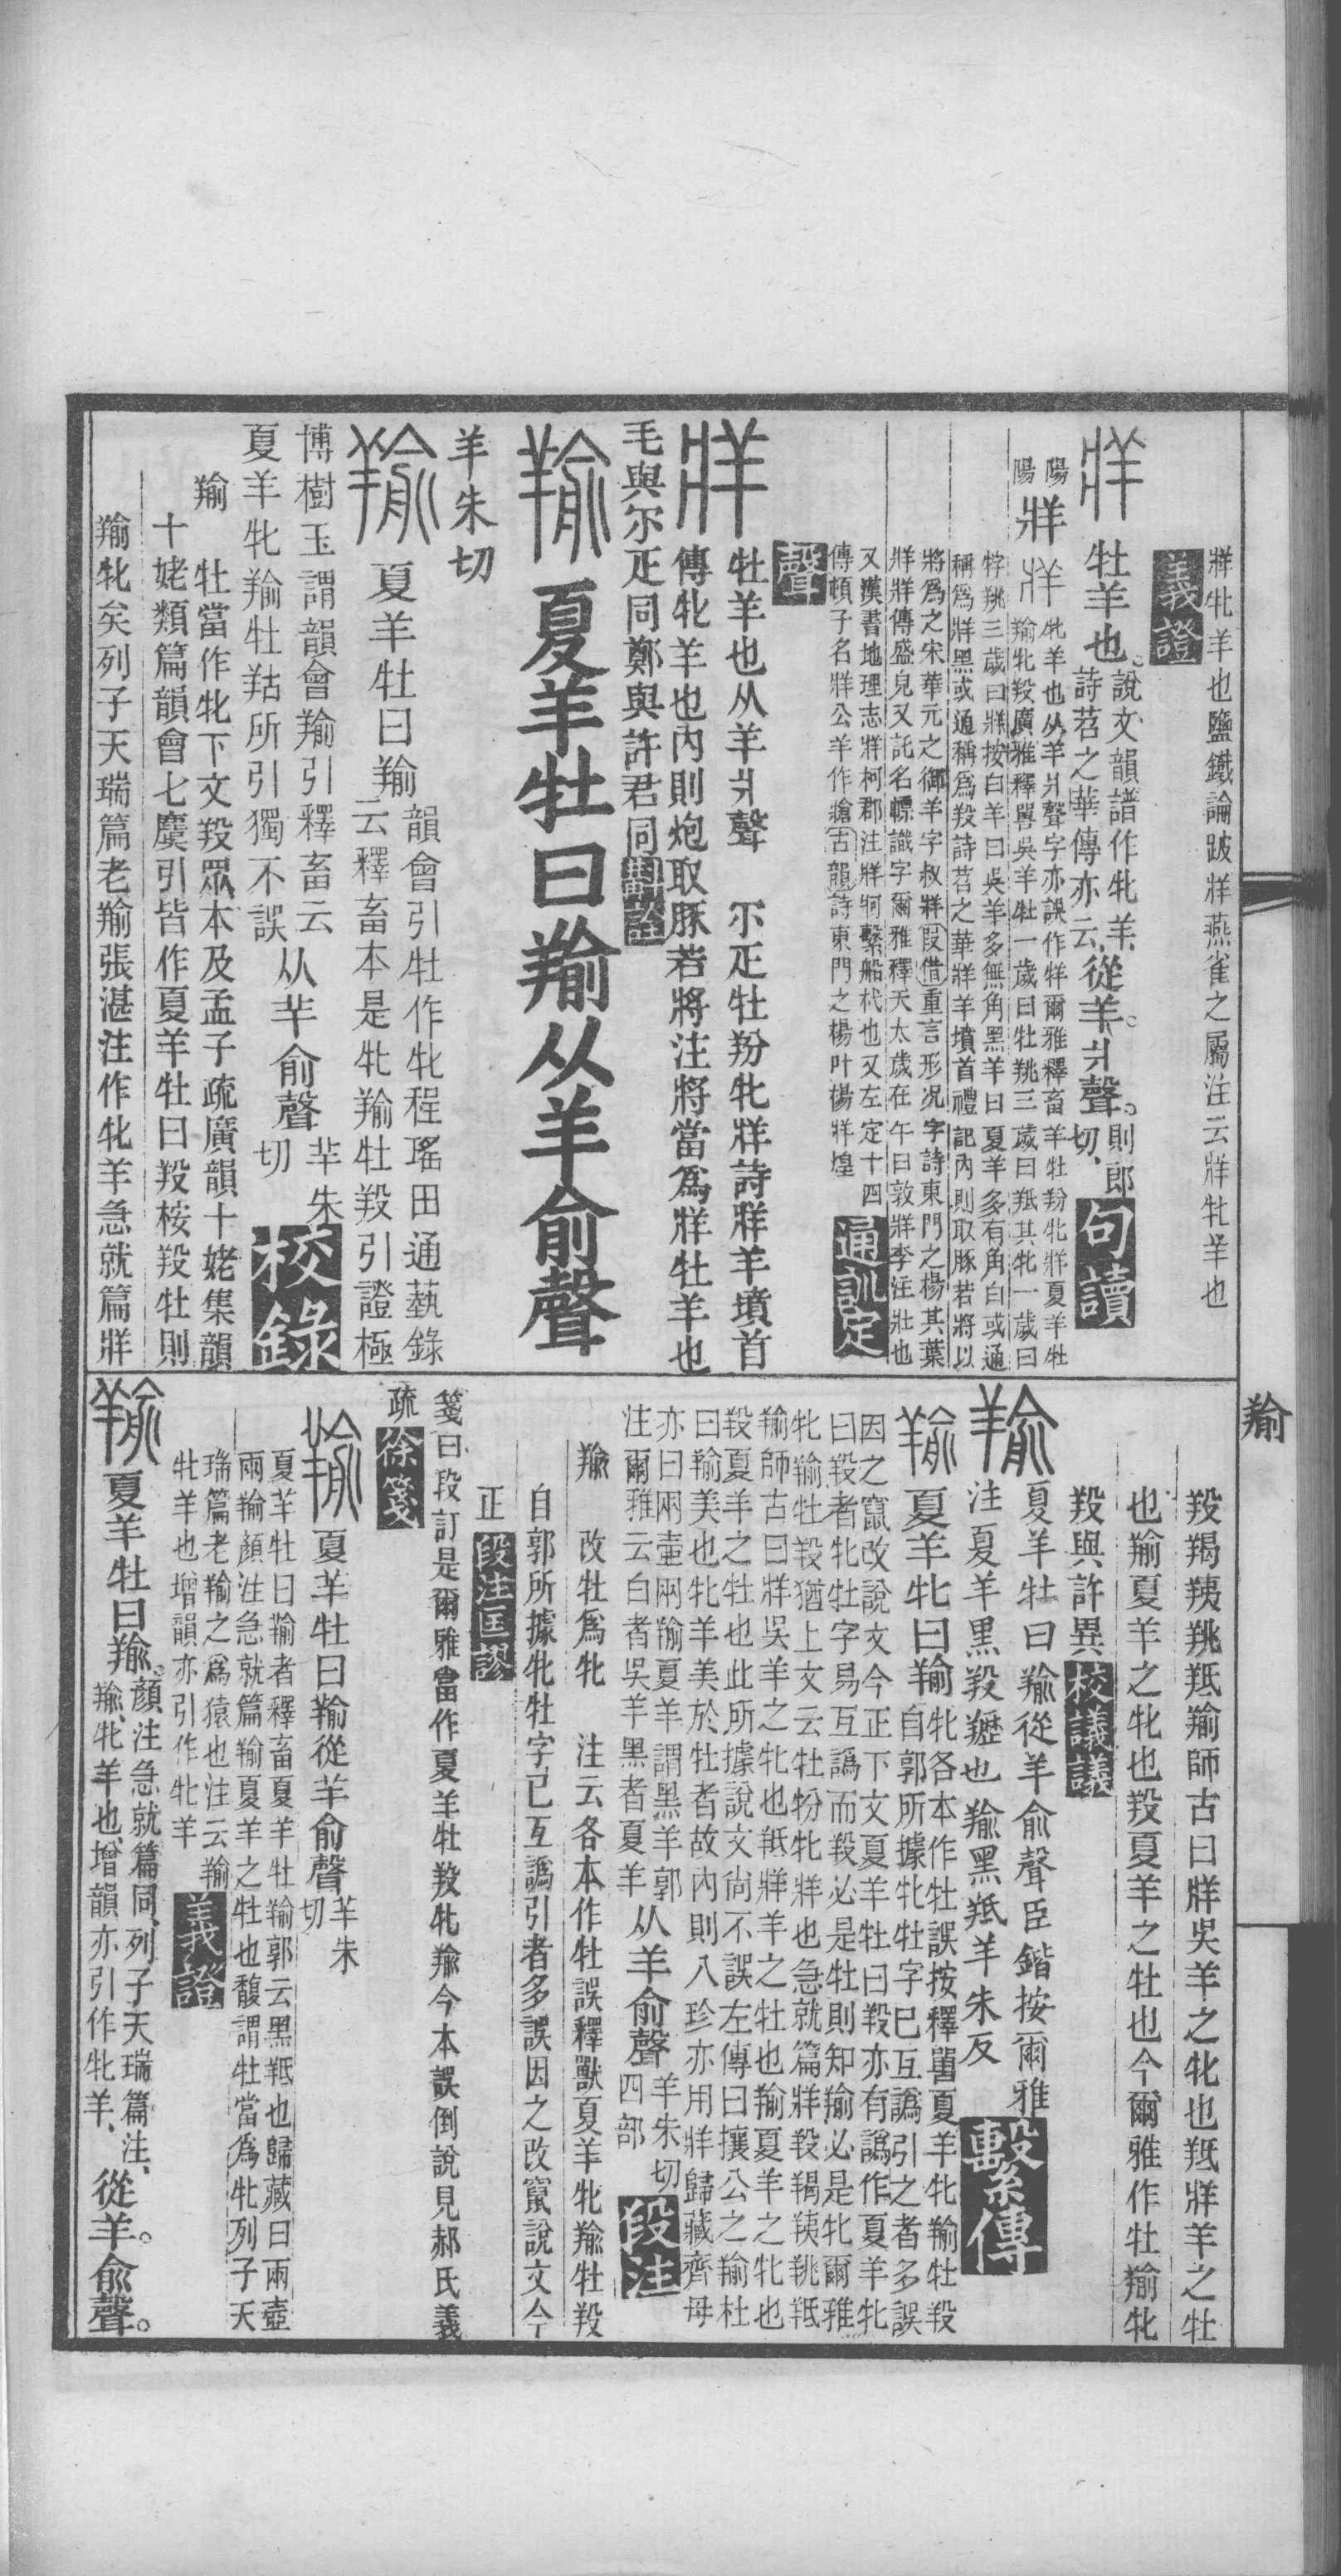 牂牝羊也鹽鐵論跛牂燕雀之屬注云牂牝羊也
義證
牂 牡羊也
說文韻譜作牝羊
詩苕之華傳亦云
從羊爿聲
則郎
切
句讀
陽
陽
牂
牂 牝羊也从羊爿聲字亦誤作牪爾雅釋畜羊牡羒牝牂夏羊牡
羭牝羖廣雅釋嘼吳羊牡一歲曰牡䍮三歲曰羝其牝一歲曰
牸䍮三歲曰牂按白羊曰吳羊多無角黑羊曰夏羊多有角白或通
稱爲牂黑或通稱爲羖詩苕之華牂羊墳首禮記內則取豚若將以
將爲之宋華元之御羊字叔牂叚借重言形况字詩東門之楊其葉
牂牂傳盛皃又託名幖識字爾雅釋天太歲在午曰敦牂李注壯也
又漢書地理志牂柯郡注牂牁繫船杙也又左定十四
傳頓子名牂公羊作牄古韻詩東門之楊叶楊牂煌
通訓定
聲
牂 牡羊也从羊爿聲 尒疋牡羒牝牂詩牂羊墳首
傳牝羊也內則炮取豚若將注將當爲牂牡羊也
毛與尒疋同鄭與許君同
羭 夏羊牡曰羭从羊俞聲
羊朱切
羭 夏羊牡曰羭
韻會引牡作牝程瑤田通藝錄
云釋畜本是牝羭牡羖引證極
博樹玉謂韻會羭引釋畜云
夏羊牝羭牡羖所引獨不誤
从羊俞聲
羊朱
切
校錄
羭 牡當作牝下文羖眾本及孟子疏廣韻十姥集韻
十姥類篇韻會七麌引皆作夏羊牡曰羖桉羖牡則
羭牝矣列子天瑞篇老羭張湛注作牝羊急就篇牂
羭
羖羯羠䍮羝羭師古曰牂吳羊之牝也羝牂羊之牡
也羭夏羊之牝也羖夏羊之牡也今爾雅作牡羭牝
羖與許異
校議議
羭 夏羊牡曰羭從羊俞聲臣鍇按爾雅
注夏羊黑羖䍽也羭黑羝羊朱反
繫傳
羭 夏羊牝曰羭
牝各本作牡誤按釋嘼夏羊牝羭牡羖
自郭所據牝牡字巳互譌引之者多誤
因之竄改說文今正下文夏羊牡曰羖亦有譌作夏羊牝
曰羖者牝牡字易互譌而羖必是牡則知羭必是牝爾雅
牝羭牡羖猶上文云牡羒牝牂也急就篇牂羖羯羠䍮羝
羭師古曰牂吳羊之牝也羝牂羊之牡也羭夏羊之牝也
羖夏羊之牡也此所據說文尙不誤左傳曰攘公之羭杜
曰羭美也牝羊美於牡者故內則八珍亦用牂歸藏齊母
亦曰兩壷兩羭夏羊謂黑羊郭
注爾雅云白者吳羊黑者夏羊
从羊俞聲
羊朱切
四部
段注
羭 改牡爲牝 注云各本作牡誤釋獸夏羊牝羭牡羖
自郭所據牝牡字已互譌引者多誤因之改竄說文今
正
段注匡謬
箋曰段訂是爾雅當作夏羊牡羖牝羭今本誤倒說見郝氏義
疏
徐箋
羭 夏羊牡曰羭從羊俞聲
羊朱
切
夏羊牡曰羭者釋畜夏羊牡羭郭云黑羝也歸藏曰兩壺
兩羭顏注急就篇羭夏羊之牡也馥謂牡當爲牝列子天
瑞篇老羭之爲猿也注云羭
牡羊也增韻亦引作牝羊
義證
羭 夏羊牡曰羭
顏注急就篇同列子天瑞篇注
羭牝羊也增韻亦引作牝羊
從羊俞聲